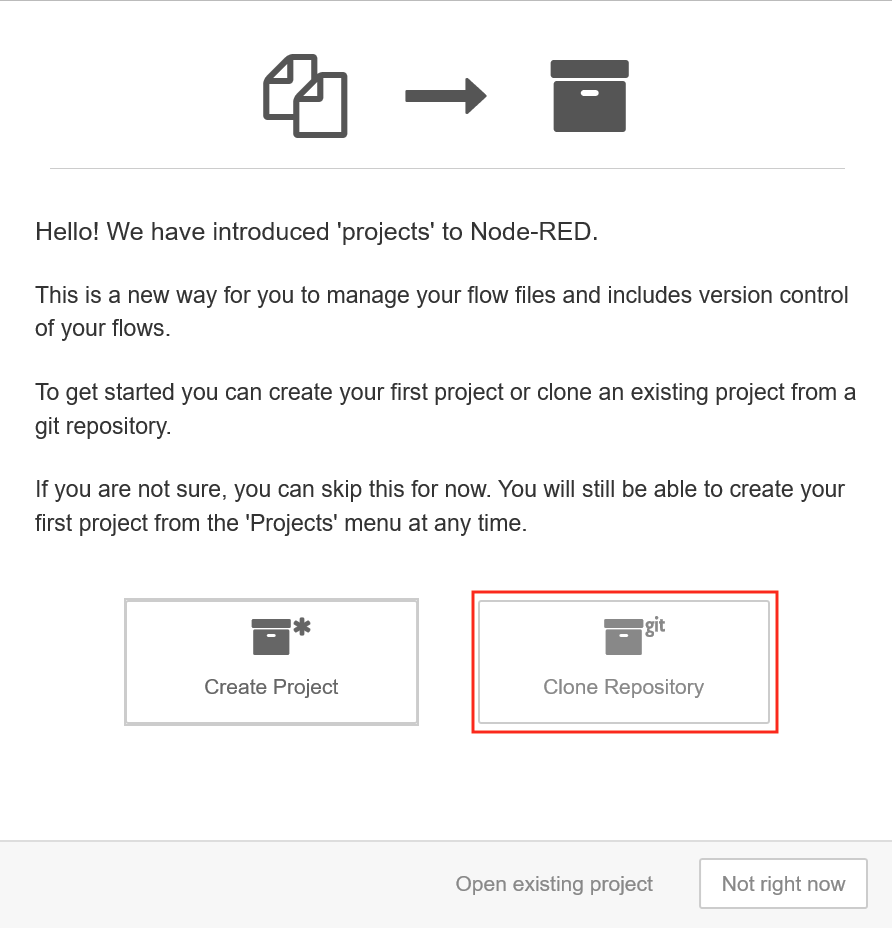 Hello! We have introduced 'projects' to Node-RED.
This is a new way for you to manage your flow files and includes version control
of your flows.
To get started you can create your first project or clone an existing project from a
git repository.
If you are not sure, you can skip this for now. You will still be able to create your
first project from the 'Projects' menu at any time.
git
Create Project
Clone Repository
Open existing project
Not right now